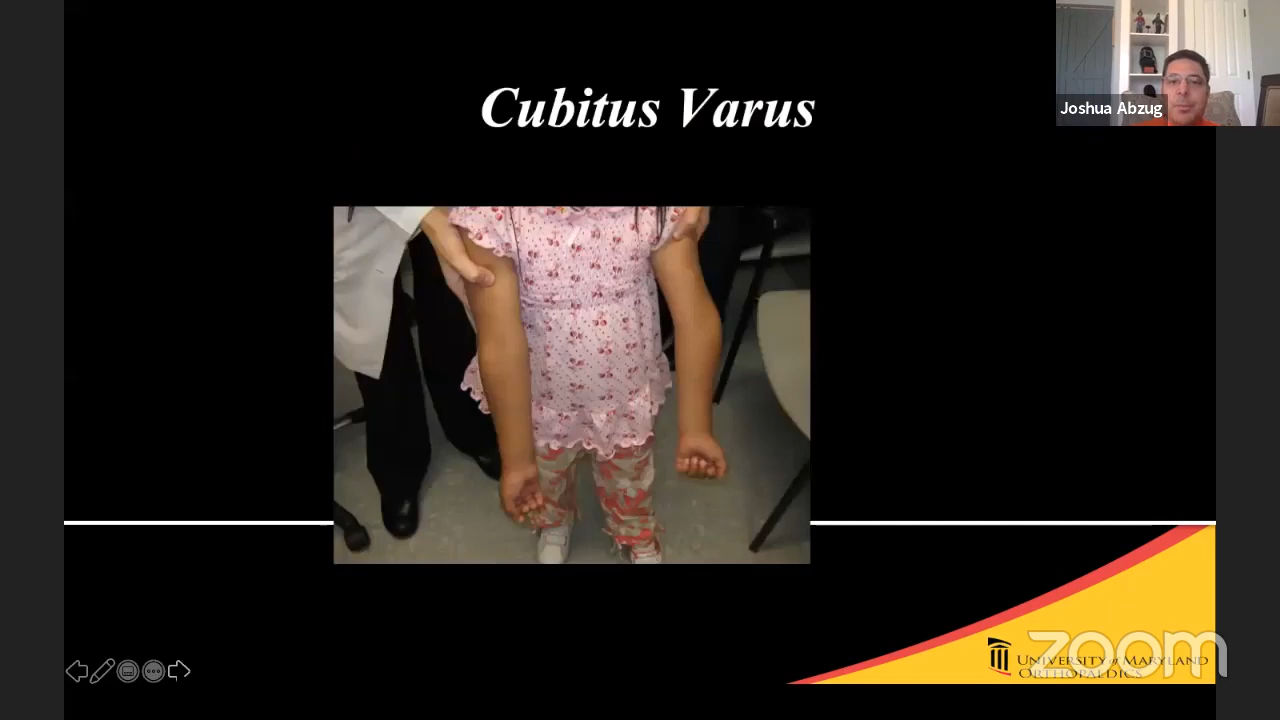 Cubitus Varus
Joshua Abzug
UNIVERSITY of MARYLAND
ORTHOPAEDICS
zoom